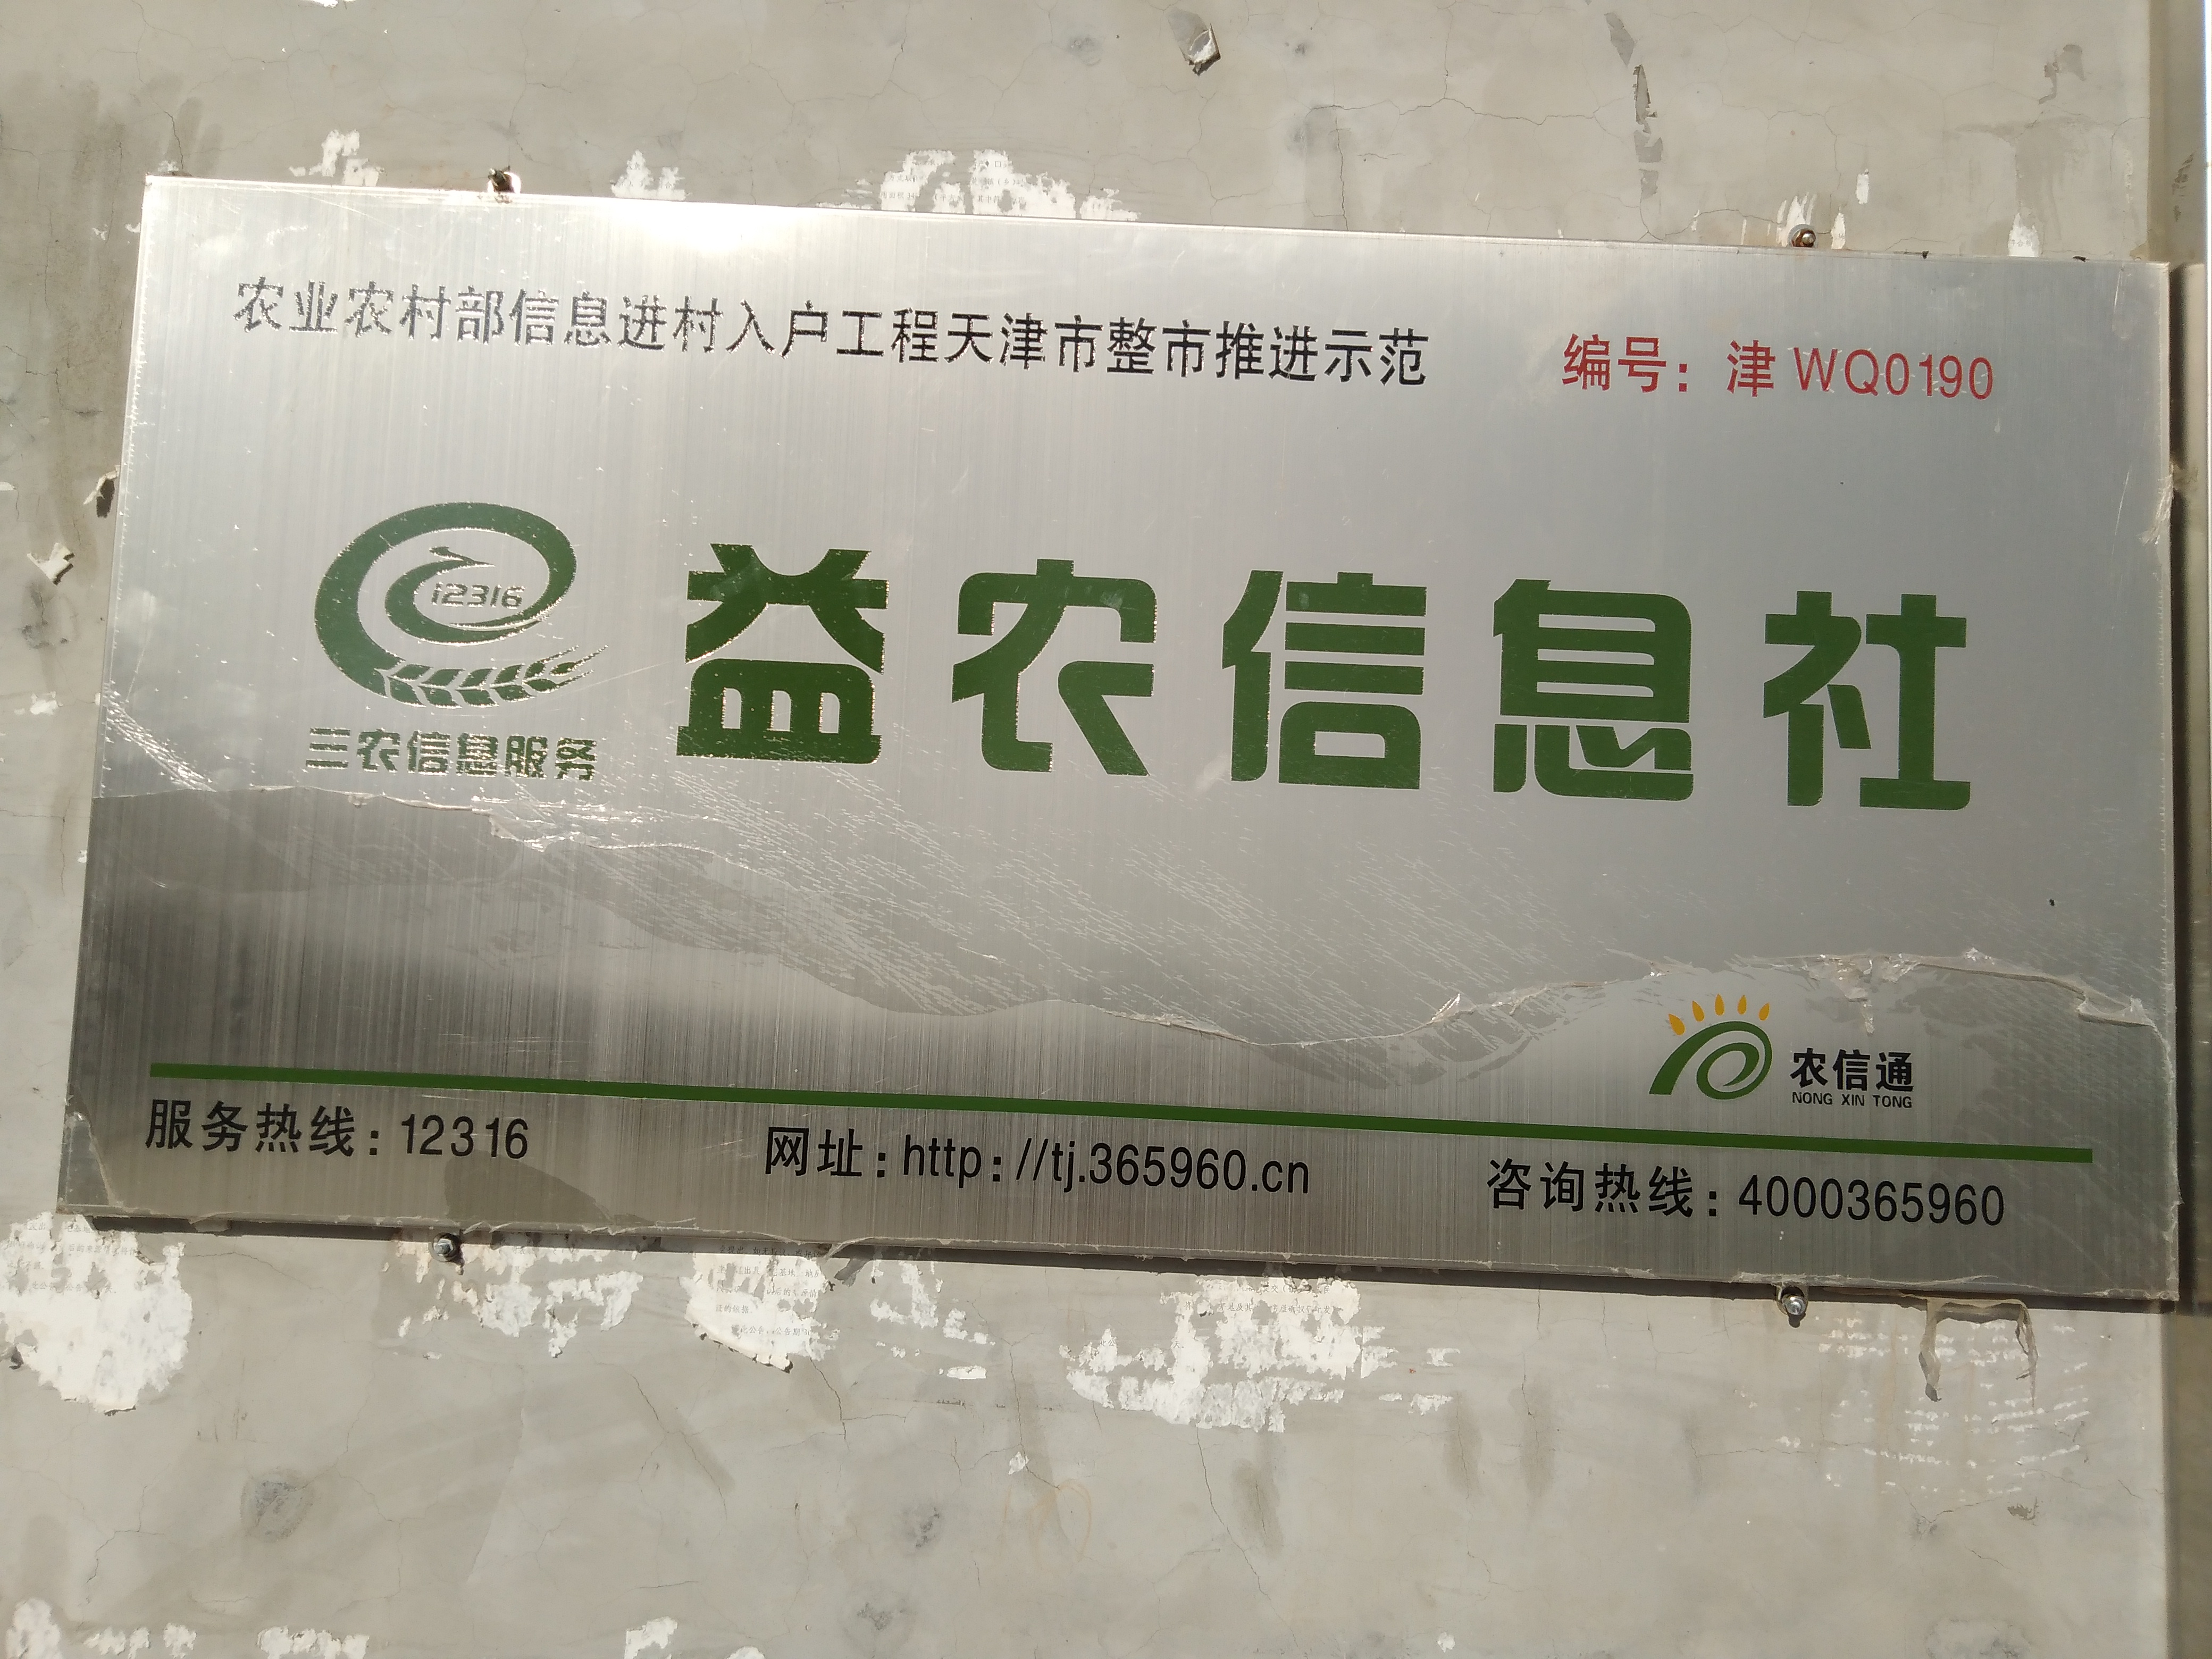 农业农村部信息进村入户工程天津市整市推进示范
编号：津 WQ0190
12316
三农信息服务
益农信息社
农信通
NONG XIN TONG
服务热线：12316
网址：http：//tj.365960.cn
咨询热线：4000365960